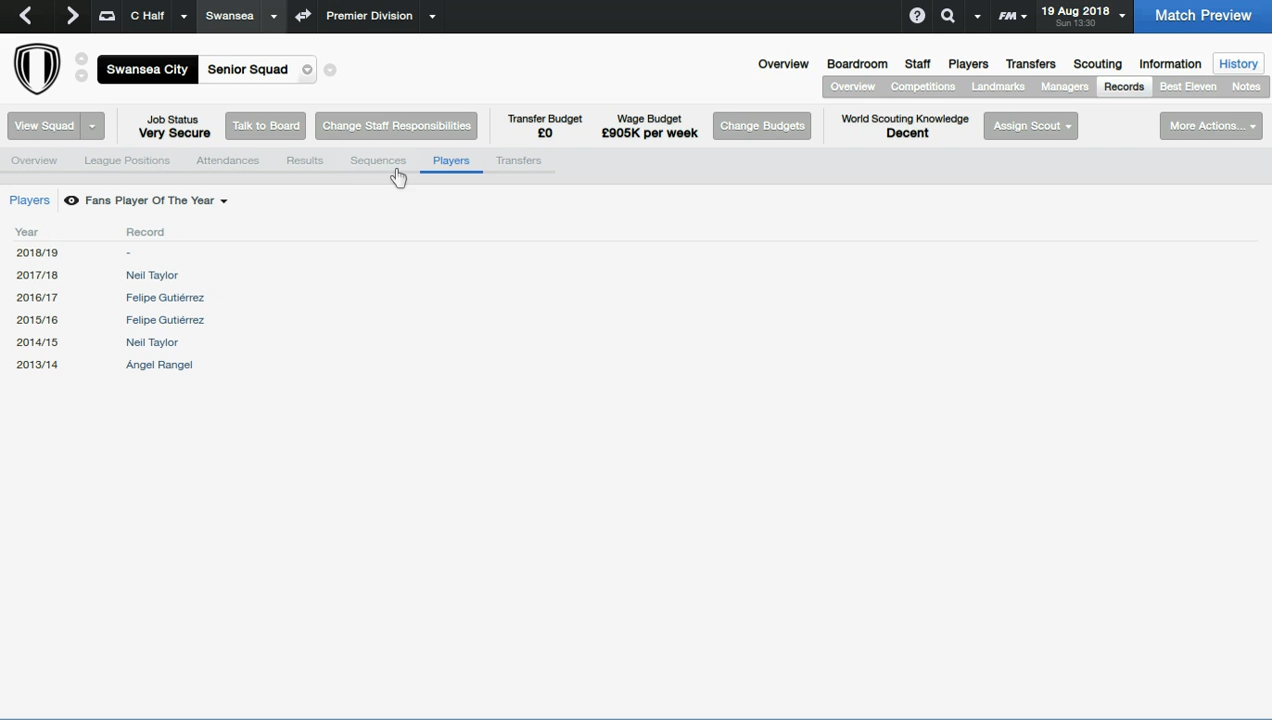 C Half Swansea Premier Division FM 19 Aug 2018 Match Preview
Sun 13:30
Swansea City Senior Squad
Overview Boardroom Staff Players Transfers Scouting Information History
Overview Competitions Landmarks Managers Records Best Eleven Notes
View Squad Job Status Talk to Board Change Staff Responsibilities Transfer Budget Wage Budget Change Budgets World Scouting Knowledge Assign Scout More Actions...
Very Secure £0 £905K per week Decent
Overview League Positions Attendances Results Sequences Players Transfers
Players Fans Player Of The Year
Year Record
2018/19 -
2017/18 Neil Taylor
2016/17 Felipe Gutiérrez
2015/16 Felipe Gutiérrez
2014/15 Neil Taylor
2013/14 Ángel Rangel